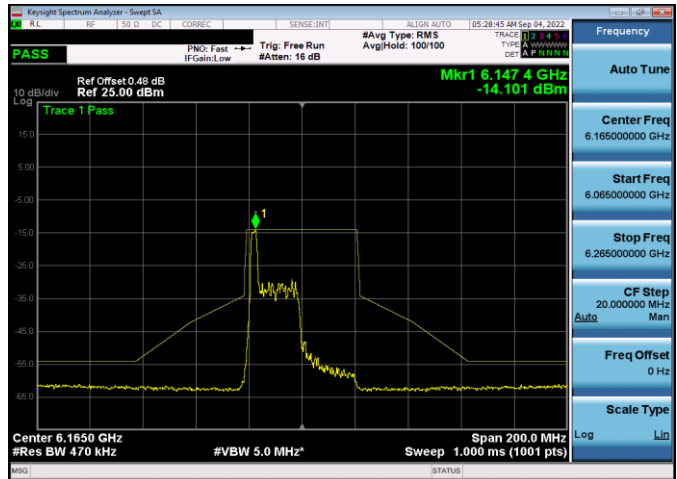 Keysight Spectrum Analyzer - Swept SA
RL RF 50 Ω DC CORREC SENSE:INT ALIGN AUTO 05:28:45 AM Sep 04, 2022
Frequency
#Avg Type: RMS TRACE 1 2 3 4 5 6
PASS PNO: Fast Trig: Free Run Avg|Hold: 100/100 TYPE A WWWWW
IFGain:Low #Atten: 16 dB DET A P N N N N
Auto Tune
Mkr1 6.147 4 GHz
Ref Offset 0.48 dB
10 dB/div Ref 25.00 dBm -14.101 dBm
Log
Trace 1 Pass
Center Freq
6.165000000 GHz
15.0
5.00
Start Freq
6.065000000 GHz
-5.00
1
-15.0
Stop Freq
6.265000000 GHz
-25.0
-35.0
CF Step
20.000000 MHz
Auto Man
-45.0
-55.0
Freq Offset
0 Hz
-65.0
Scale Type
Log Lin
Center 6.1650 GHz Span 200.0 MHz
#Res BW 470 kHz #VBW 5.0 MHz* Sweep 1.000 ms (1001 pts)
MSG STATUS